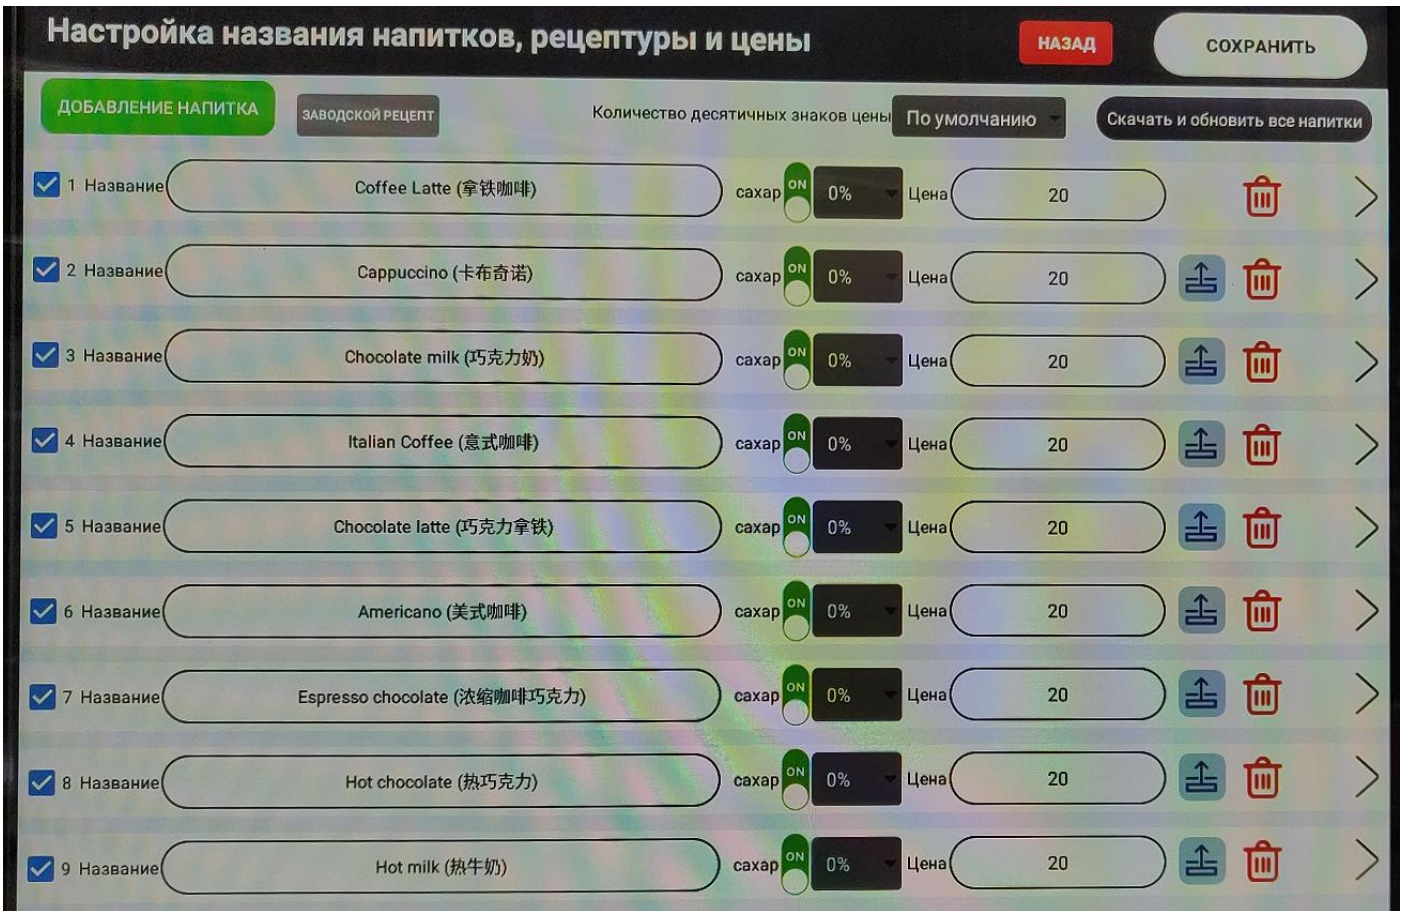 Настройка названия напитков, рецептуры и цены НАЗАД СОХРАНИТЬ
ДОБАВЛЕНИЕ НАПИТКА ЗАВОДСКОЙ РЕЦЕПТ Количество десятичных знаков цены По умолчанию Скачать и обновить все напитки
1 Название Coffee Latte (拿铁咖啡) сахар ON 0% Цена 20
2 Название Cappuccino (卡布奇诺) сахар ON 0% Цена 20
3 Название Chocolate milk (巧克力奶) сахар ON 0% Цена 20
4 Название Italian Coffee (意式咖啡) сахар ON 0% Цена 20
5 Название Chocolate latte (巧克力拿铁) сахар ON 0% Цена 20
6 Название Americano (美式咖啡) сахар ON 0% Цена 20
7 Название Espresso chocolate (浓缩咖啡巧克力) сахар ON 0% Цена 20
8 Название Hot chocolate (热巧克力) сахар ON 0% Цена 20
9 Название Hot milk (热牛奶) сахар ON 0% Цена 20